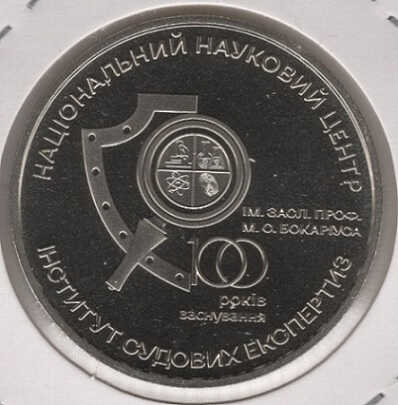 НАЦІОНАЛЬНИЙ НАУКОВИЙ ЦЕНТР
ІМ. ЗАСЛ. ПРОФ.
М. С. БОКАРІУСА
100
років
заснування
ІНСТИТУТ СУДОВИХ ЕКСПЕРТИЗ